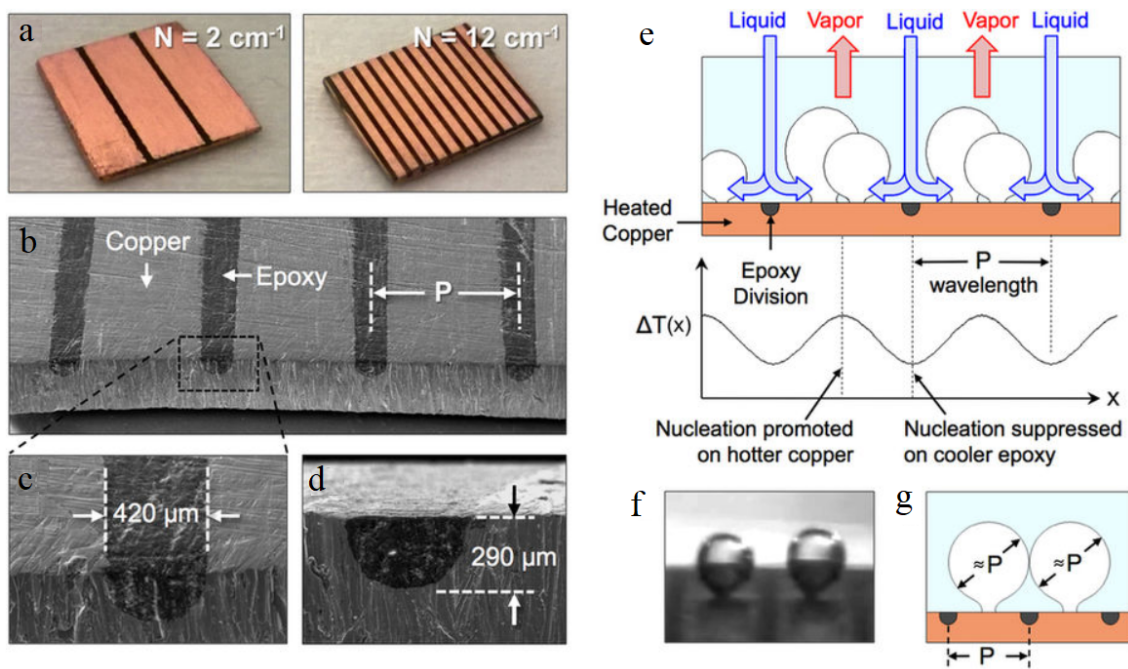 a
N = 2 cm⁻¹
N = 12 cm⁻¹
b
Copper
Epoxy
P
c
420 μm
d
290 μm
e
Liquid Vapor Liquid Vapor Liquid
Heated
Copper
Epoxy
Division
P
wavelength
ΔT(x)
x
Nucleation promoted
on hotter copper
Nucleation suppressed
on cooler epoxy
f
g
≈ P
≈ P
P